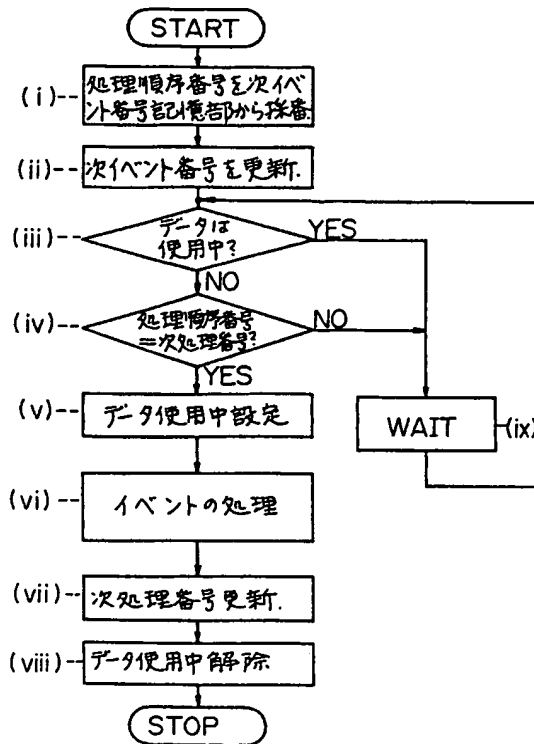 START
(i)
処理順序番号を次イベ
ント番号記憶部から採番.
(ii)
次イベント番号を更新.
(iii)
データは
使用中?
YES
NO
(iv)
処理順序番号
=次処理番号?
NO
YES
(v)
データ使用中設定
WAIT
(ix)
(vi)
イベントの処理
(vii)
次処理番号更新.
(viii)
データ使用中解除
STOP